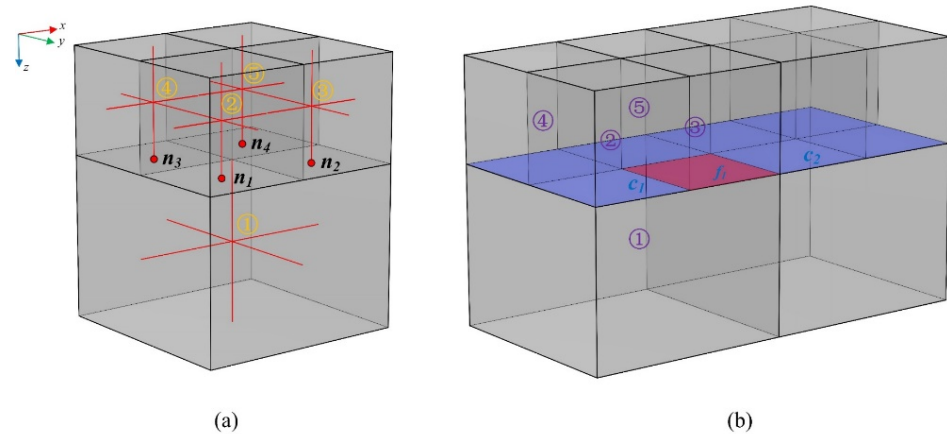 x
y
z
④
⑤
②
③
n₃
n₄
n₂
n₁
①
(a)
④
⑤
②
③
c₂
c₁
f₁
①
(b)